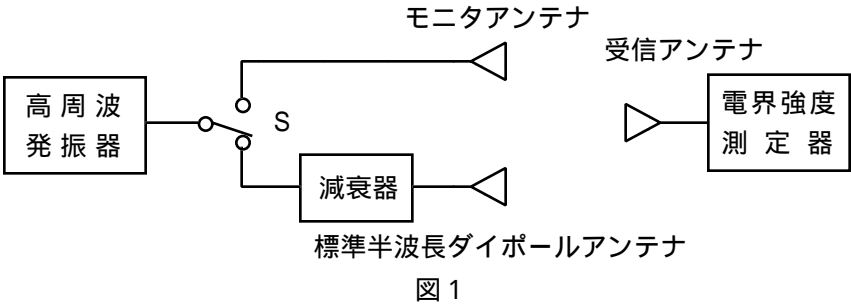 モニタアンテナ
受信アンテナ
高周波
発振器
S
電界強度
測定器
減衰器
標準半波長ダイポールアンテナ
図1